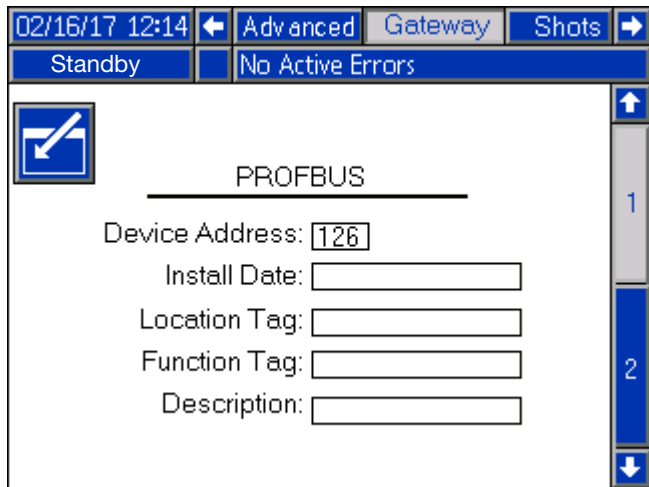 02/16/17 12:14 Advanced Gateway Shots
Standby No Active Errors
PROFBUS
1
Device Address: 126
Install Date:
Location Tag:
Function Tag:
2
Description: